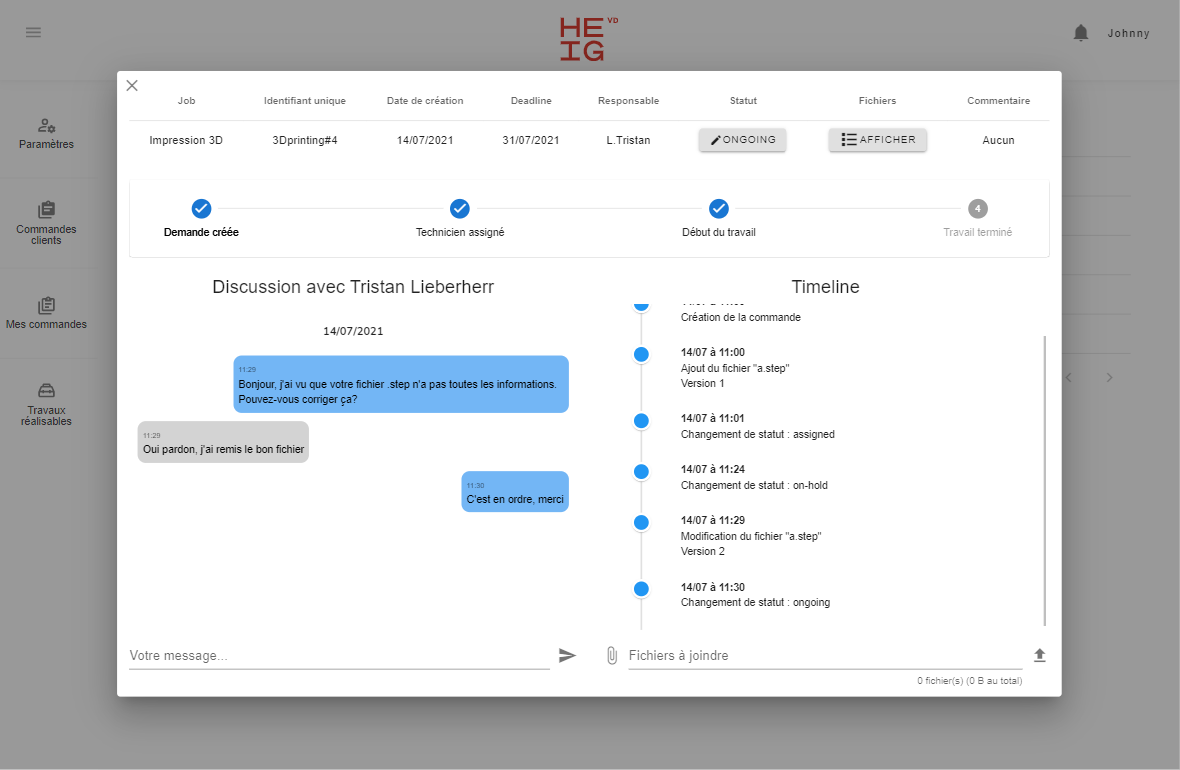 HE VD
IG
Johnny
Paramètres
Commandes
clients
Mes commandes
Travaux
réalisables
Job Identifiant unique Date de création Deadline Responsable Statut Fichiers Commentaire
Impression 3D 3Dprinting#4 14/07/2021 31/07/2021 L.Tristan ONGOING AFFICHER Aucun
4
Demande créée Technicien assigné Début du travail Travail terminé
Discussion avec Tristan Lieberherr
14/07/2021
11:29
Bonjour, j'ai vu que votre fichier .step n'a pas toutes les informations.
Pouvez-vous corriger ça?
11:29
Oui pardon, j'ai remis le bon fichier
11:30
C'est en ordre, merci
Votre message...
Timeline
Création de la commande
14/07 à 11:00
Ajout du fichier "a.step"
Version 1
14/07 à 11:01
Changement de statut : assigned
14/07 à 11:24
Changement de statut : on-hold
14/07 à 11:29
Modification du fichier "a.step"
Version 2
14/07 à 11:30
Changement de statut : ongoing
Fichiers à joindre
0 fichier(s) (0 B au total)